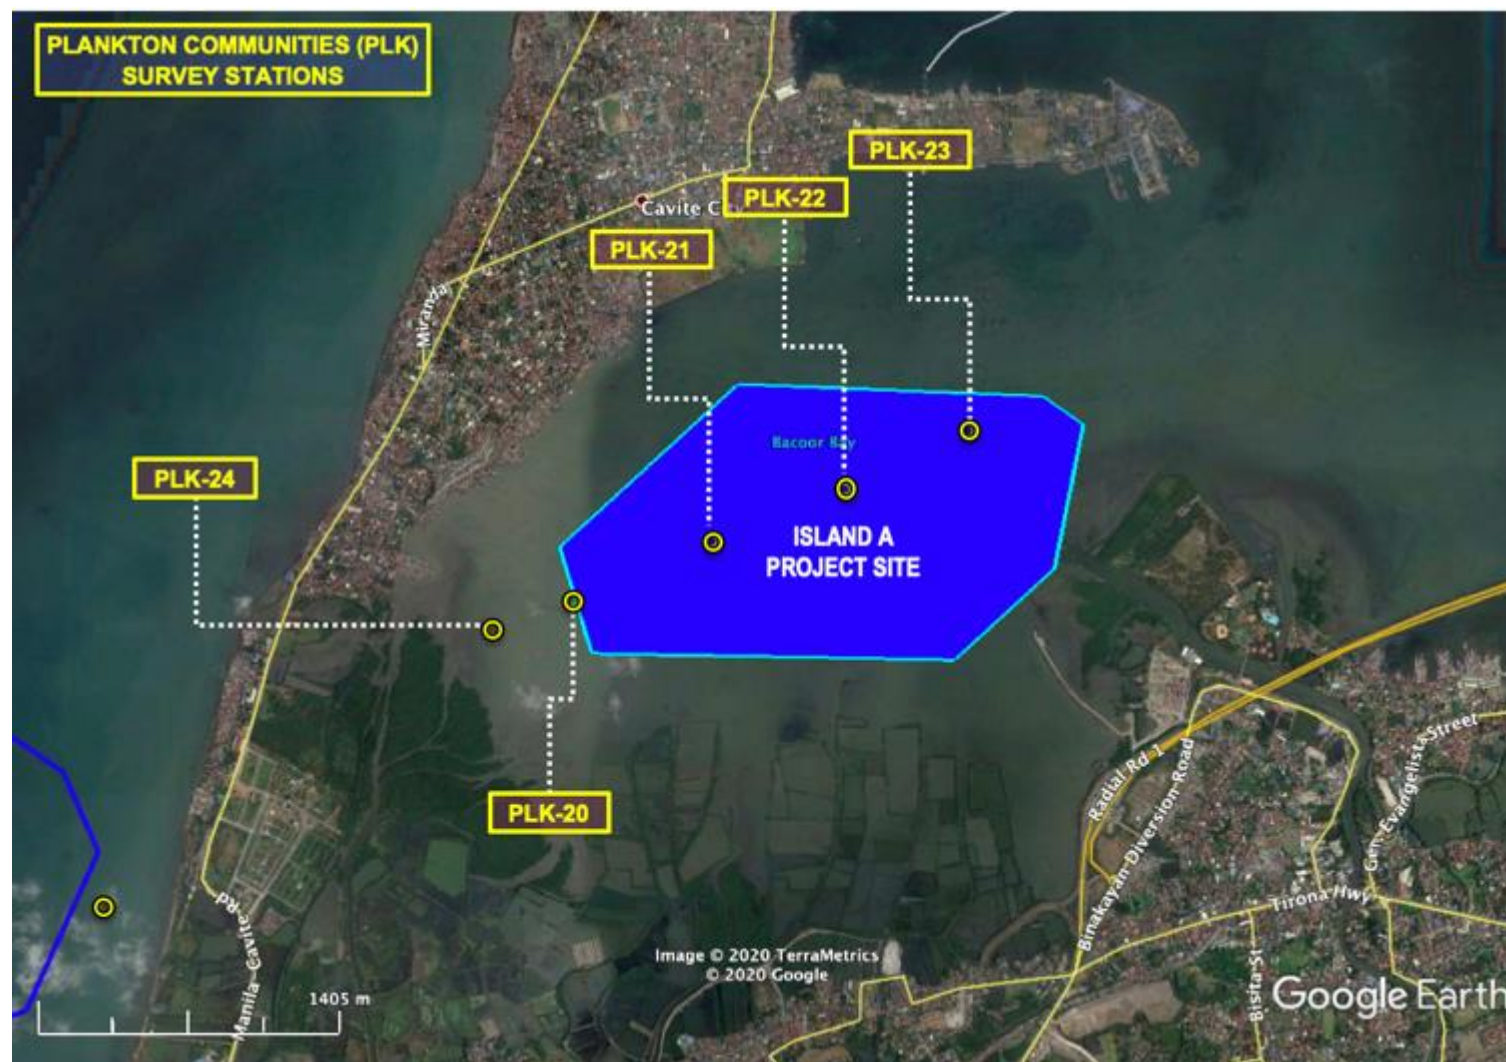 PLANKTON COMMUNITIES (PLK)
SURVEY STATIONS
PLK-23
PLK-22
Cavite C
PLK-21
Miranda
Bacoor Bay
PLK-24
ISLAND A
PROJECT SITE
PLK-20
Radial Rd 1
Binakayan-Diversion-Road
Gen. Evangelista Street
Tirona Hwy
Bisita St
Manila-Cavite Rd
Image © 2020 TerraMetrics
© 2020 Google
1405 m
Google Earth